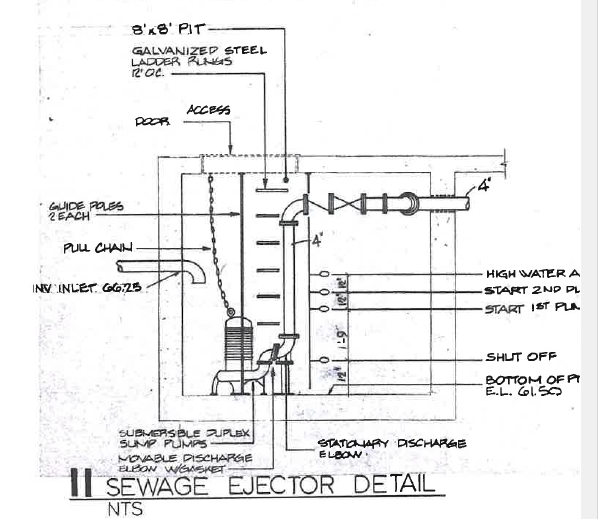 8'x8' PIT
GALVANIZED STEEL
LADDER RUNGS
12" O.C.
ACCESS
DOOR
4"
GUIDE POLES
2 EACH
4"
PULL CHAIN
INV INLET 66.25
HIGH WATER A
12"
START 2ND PU
12"
START 1ST PUM
1'-9"
SHUT OFF
12"
BOTTOM OF PI
E.L. 61.50
SUBMERSIBLE DUPLEX
SUMP PUMPS
STATIONARY DISCHARGE
ELBOW
MOVABLE DISCHARGE
ELBOW W/GASKET
11 SEWAGE EJECTOR DETAIL
NTS